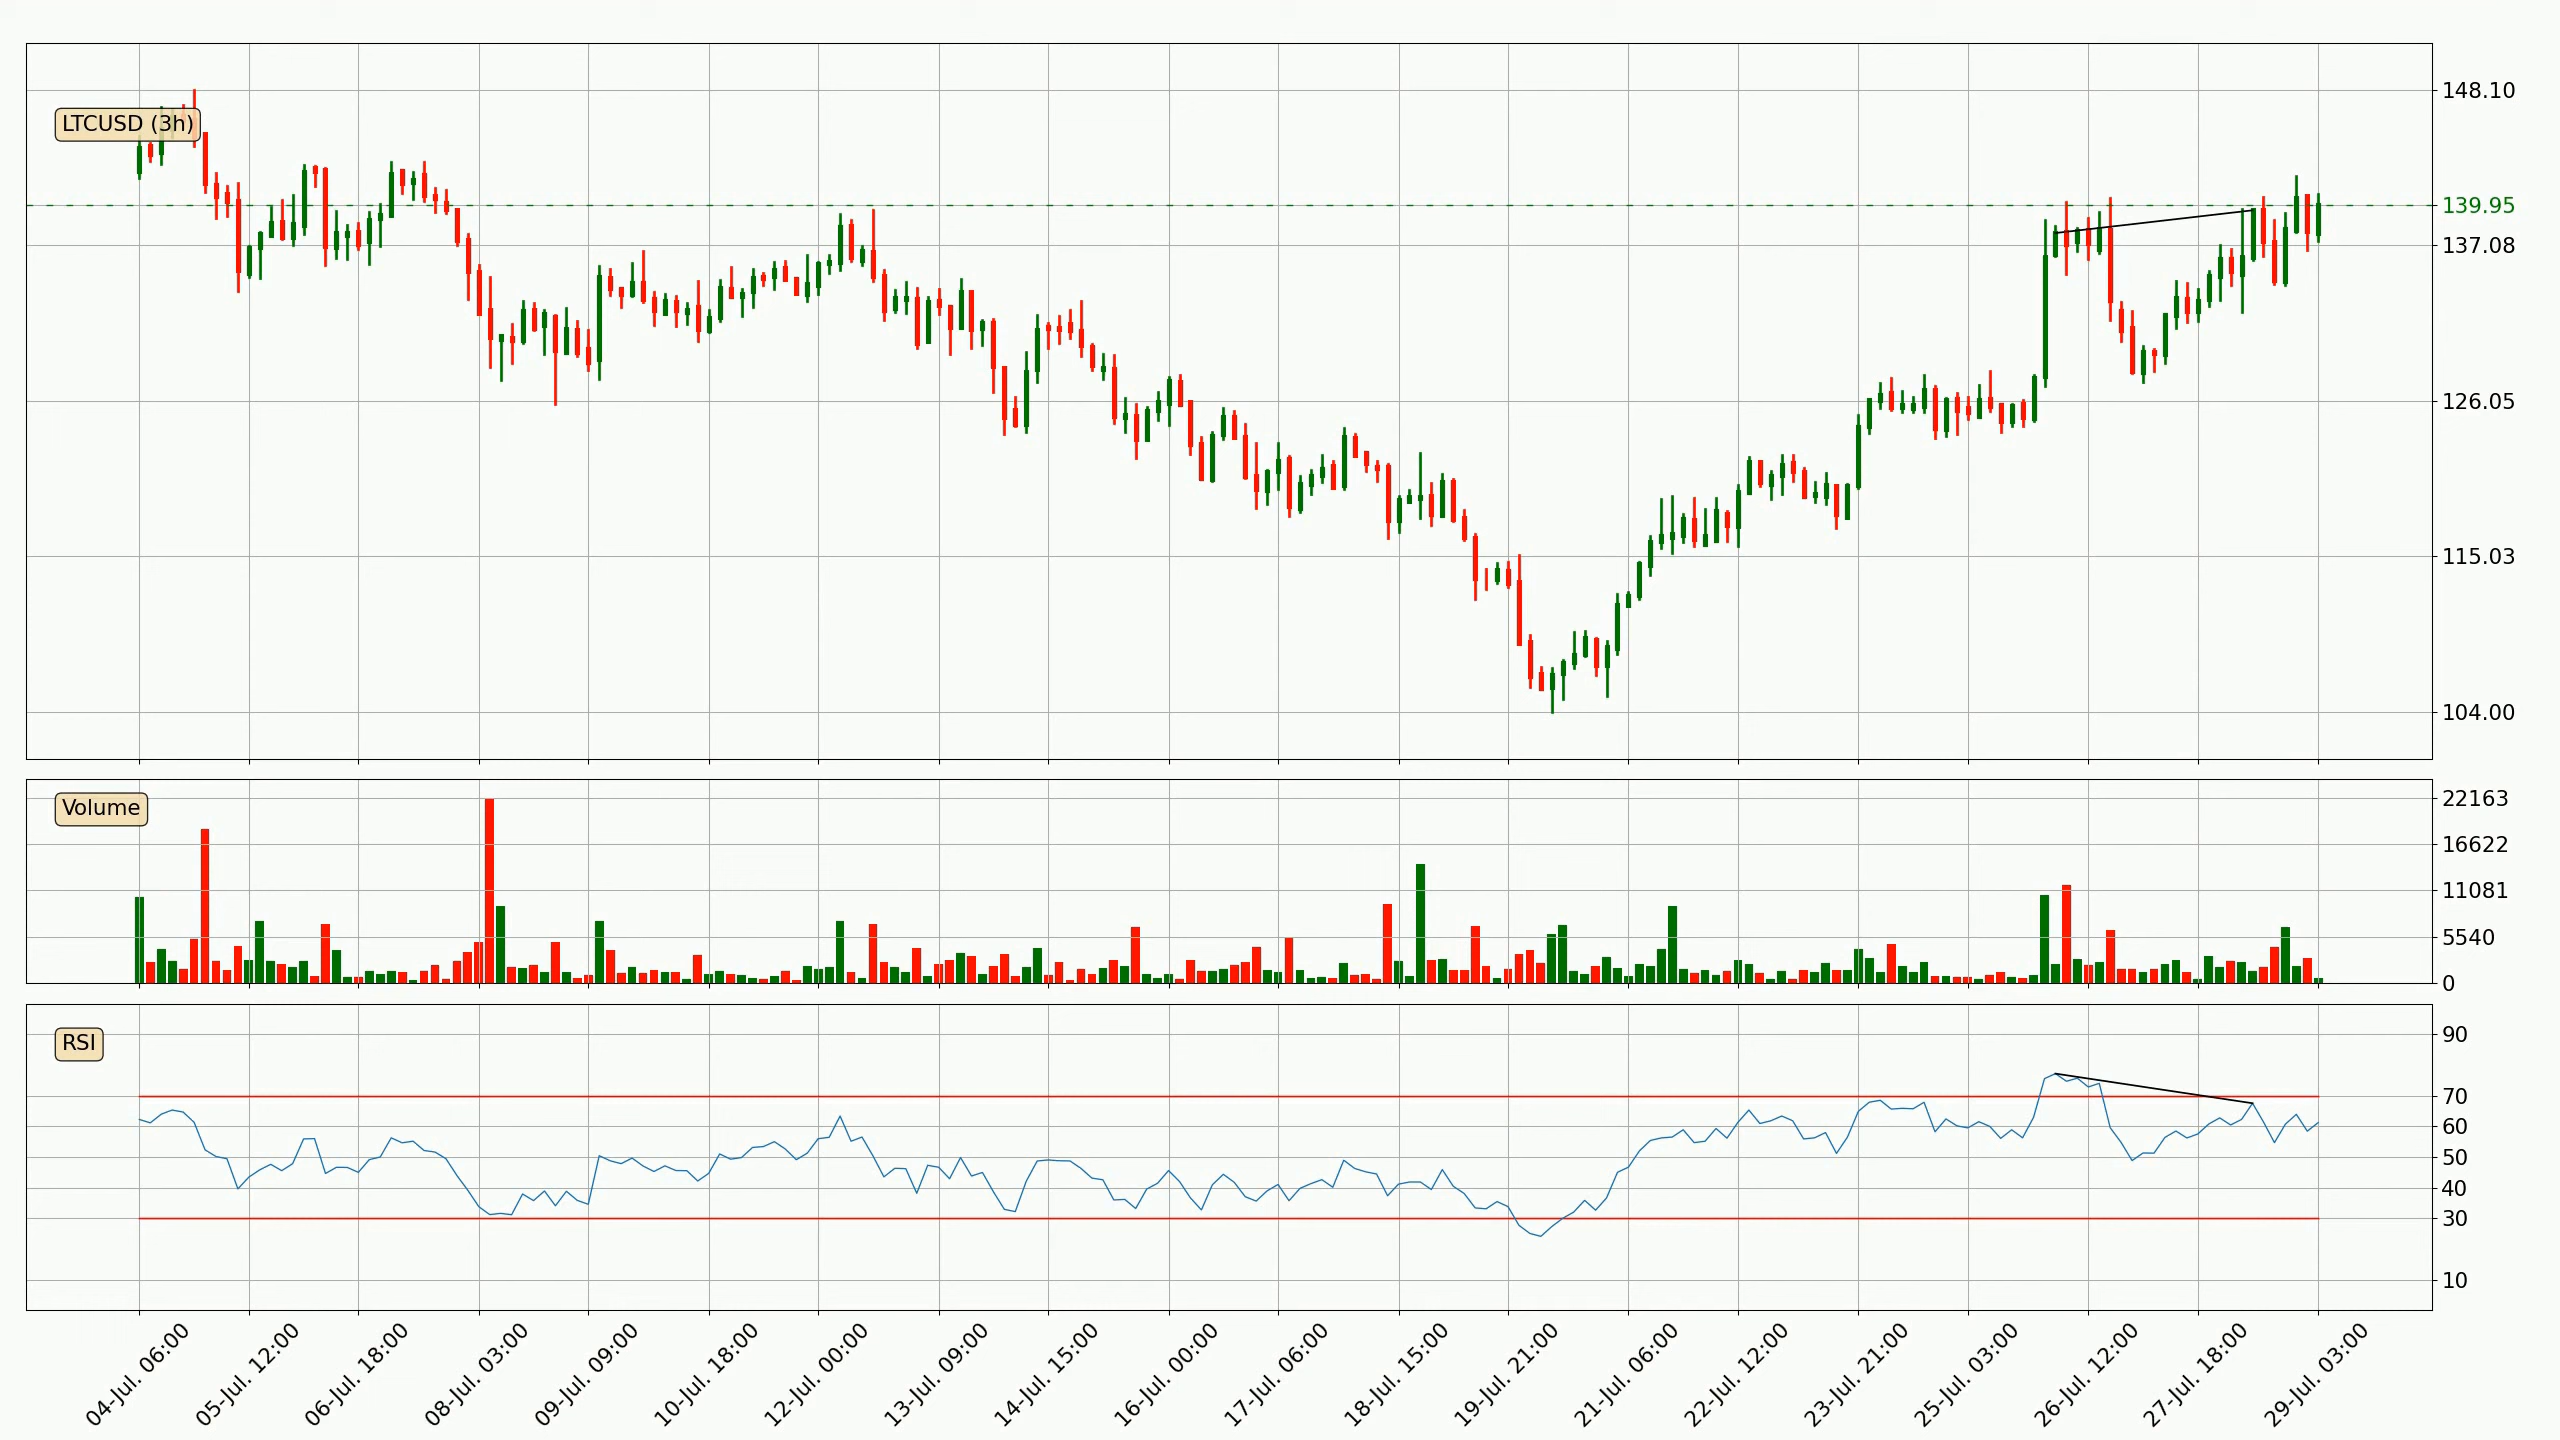 LTCUSD (3h)
148.10
139.95
137.08
126.05
115.03
104.00
Volume
22163
16622
11081
5540
0
RSI
90
70
60
50
40
30
10
04-Jul. 06:00
05-Jul. 12:00
06-Jul. 18:00
08-Jul. 03:00
09-Jul. 09:00
10-Jul. 18:00
12-Jul. 00:00
13-Jul. 09:00
14-Jul. 15:00
16-Jul. 00:00
17-Jul. 06:00
18-Jul. 15:00
19-Jul. 21:00
21-Jul. 06:00
22-Jul. 12:00
23-Jul. 21:00
25-Jul. 03:00
26-Jul. 12:00
27-Jul. 18:00
29-Jul. 03:00